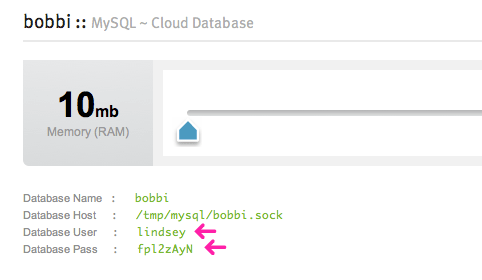 bobbi :: MySQL ~ Cloud Database
10mb
Memory (RAM)
Database Name : bobbi
Database Host : /tmp/mysql/bobbi.sock
Database User : lindsey
Database Pass : fpl2zAyN